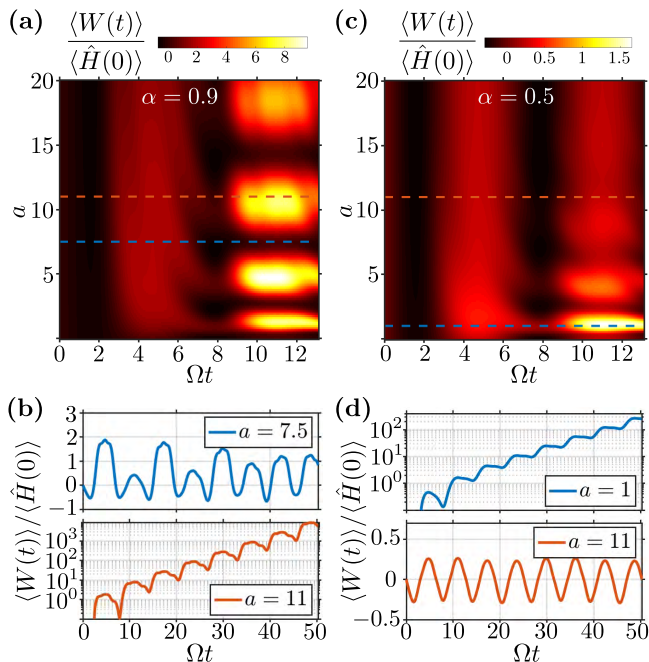 (a) ⟨W(t)⟩ / ⟨Ĥ(0)⟩
0 2 4 6 8
α = 0.9
a
20
15
10
5
0 2 4 6 8 10 12
Ωt
(c) ⟨W(t)⟩ / ⟨Ĥ(0)⟩
0 0.5 1 1.5
α = 0.5
a
20
15
10
5
0 2 4 6 8 10 12
Ωt
(b)
⟨W(t)⟩/⟨Ĥ(0)⟩
3
2
1
0
−1
a = 7.5
10³
10²
10¹
10⁰
a = 11
0 10 20 30 40 50
Ωt
(d)
⟨W(t)⟩/⟨Ĥ(0)⟩
10²
10¹
10⁰
a = 1
0.5
0
−0.5
a = 11
0 10 20 30 40 50
Ωt